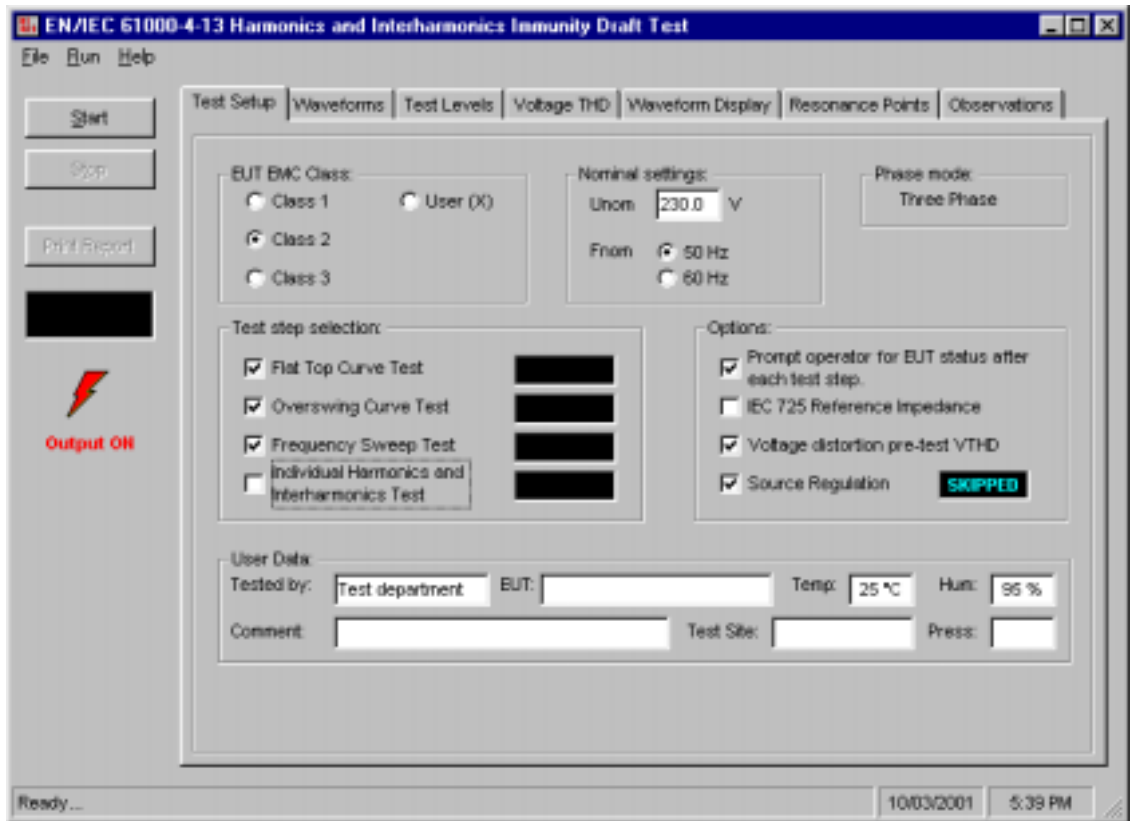 EN/IEC 61000-4-13 Harmonics and Interharmonics Immunity Draft Test
File Run Help
Start
Stop
Print Report
Output ON
Test Setup Waveforms Test Levels Voltage THD Waveform Display Resonance Points Observations
EUT EMC Class:
Class 1 User (X)
Class 2
Class 3
Nominal settings:
Unom 230.0 V
Fnom 50 Hz
60 Hz
Phase mode:
Three Phase
Test step selection:
Flat Top Curve Test
Overswing Curve Test
Frequency Sweep Test
Individual Harmonics and
Interharmonics Test
Options:
Prompt operator for EUT status after
each test step.
IEC 725 Reference Impedance
Voltage distortion pre-test VTHD
Source Regulation SKIPPED
User Data:
Tested by: Test department EUT: Temp: 25 °C Hum: 95 %
Comment: Test Site: Press:
Ready... 10/03/2001 5:39 PM